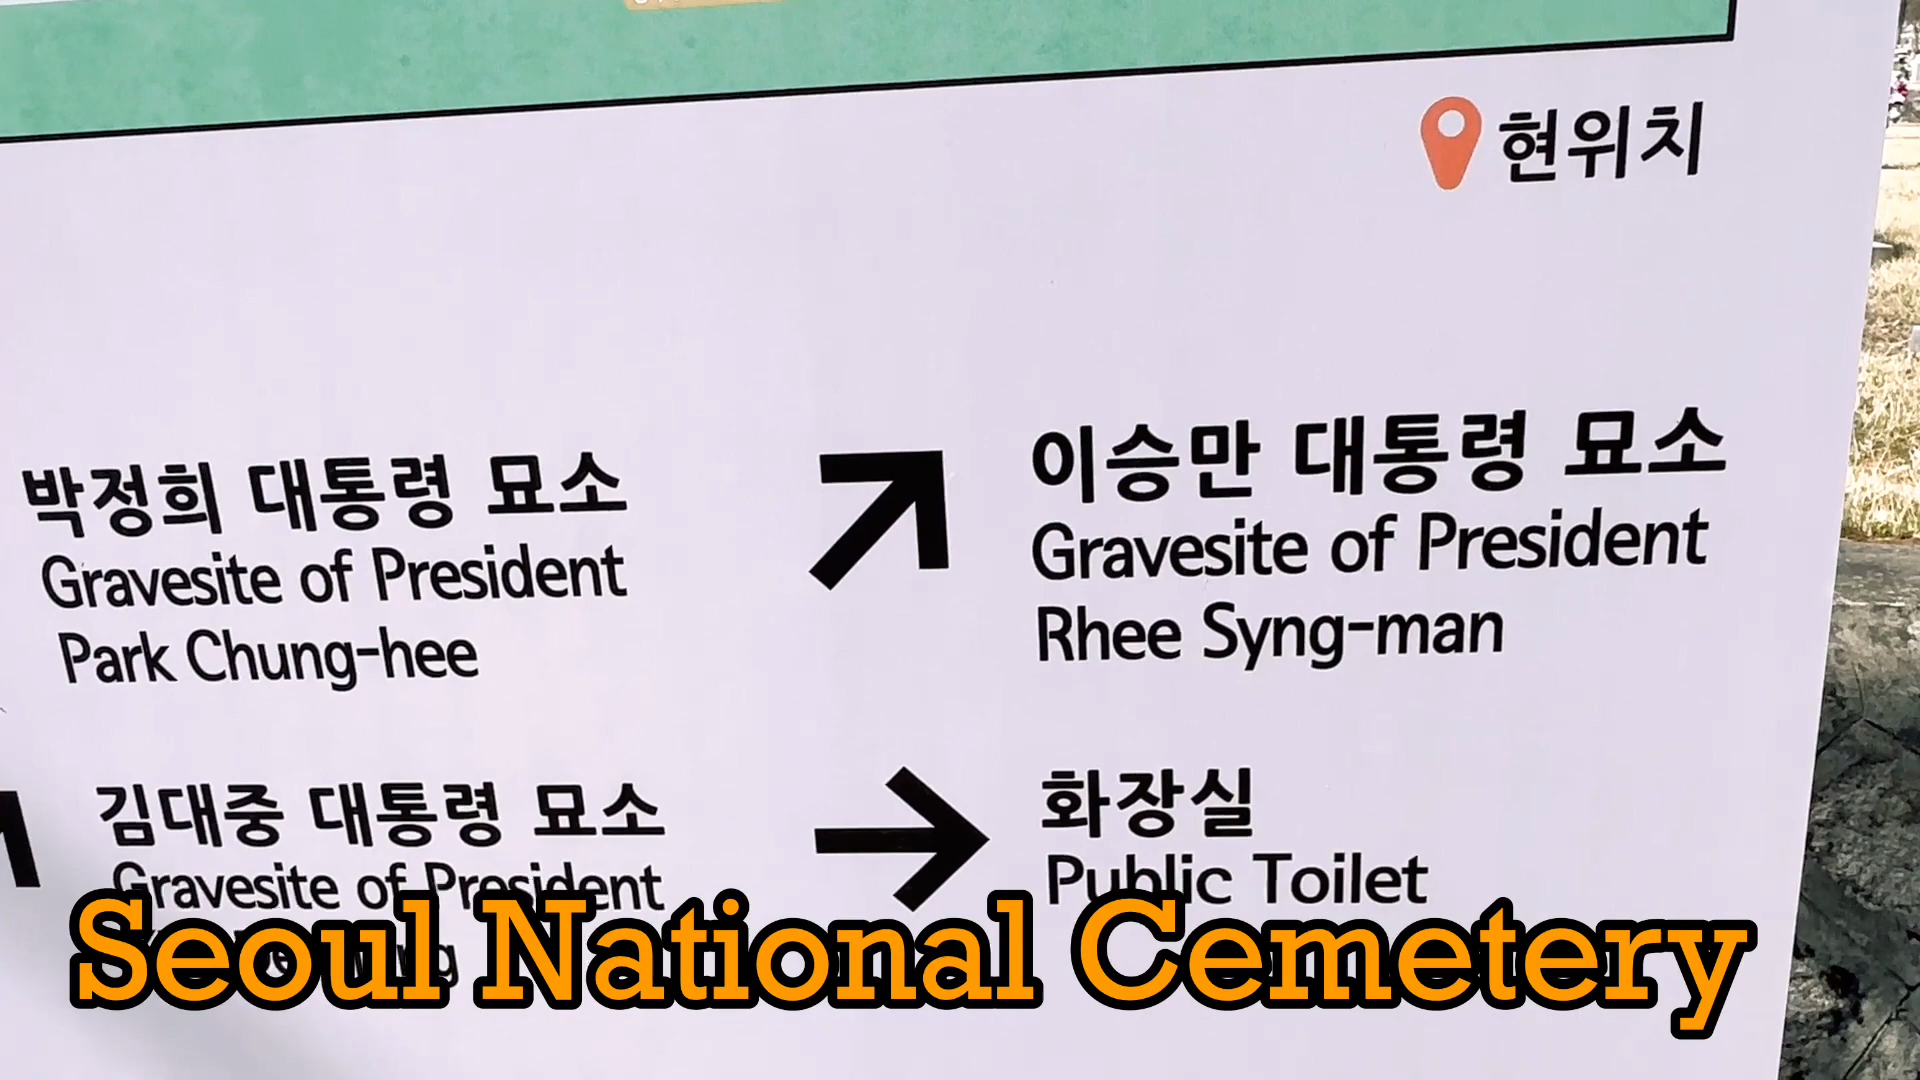 현위치
박정희 대통령 묘소
Gravesite of President
Park Chung-hee
이승만 대통령 묘소
Gravesite of President
Rhee Syng-man
김대중 대통령 묘소
Gravesite of President
화장실
Public Toilet
Seoul National Cemetery